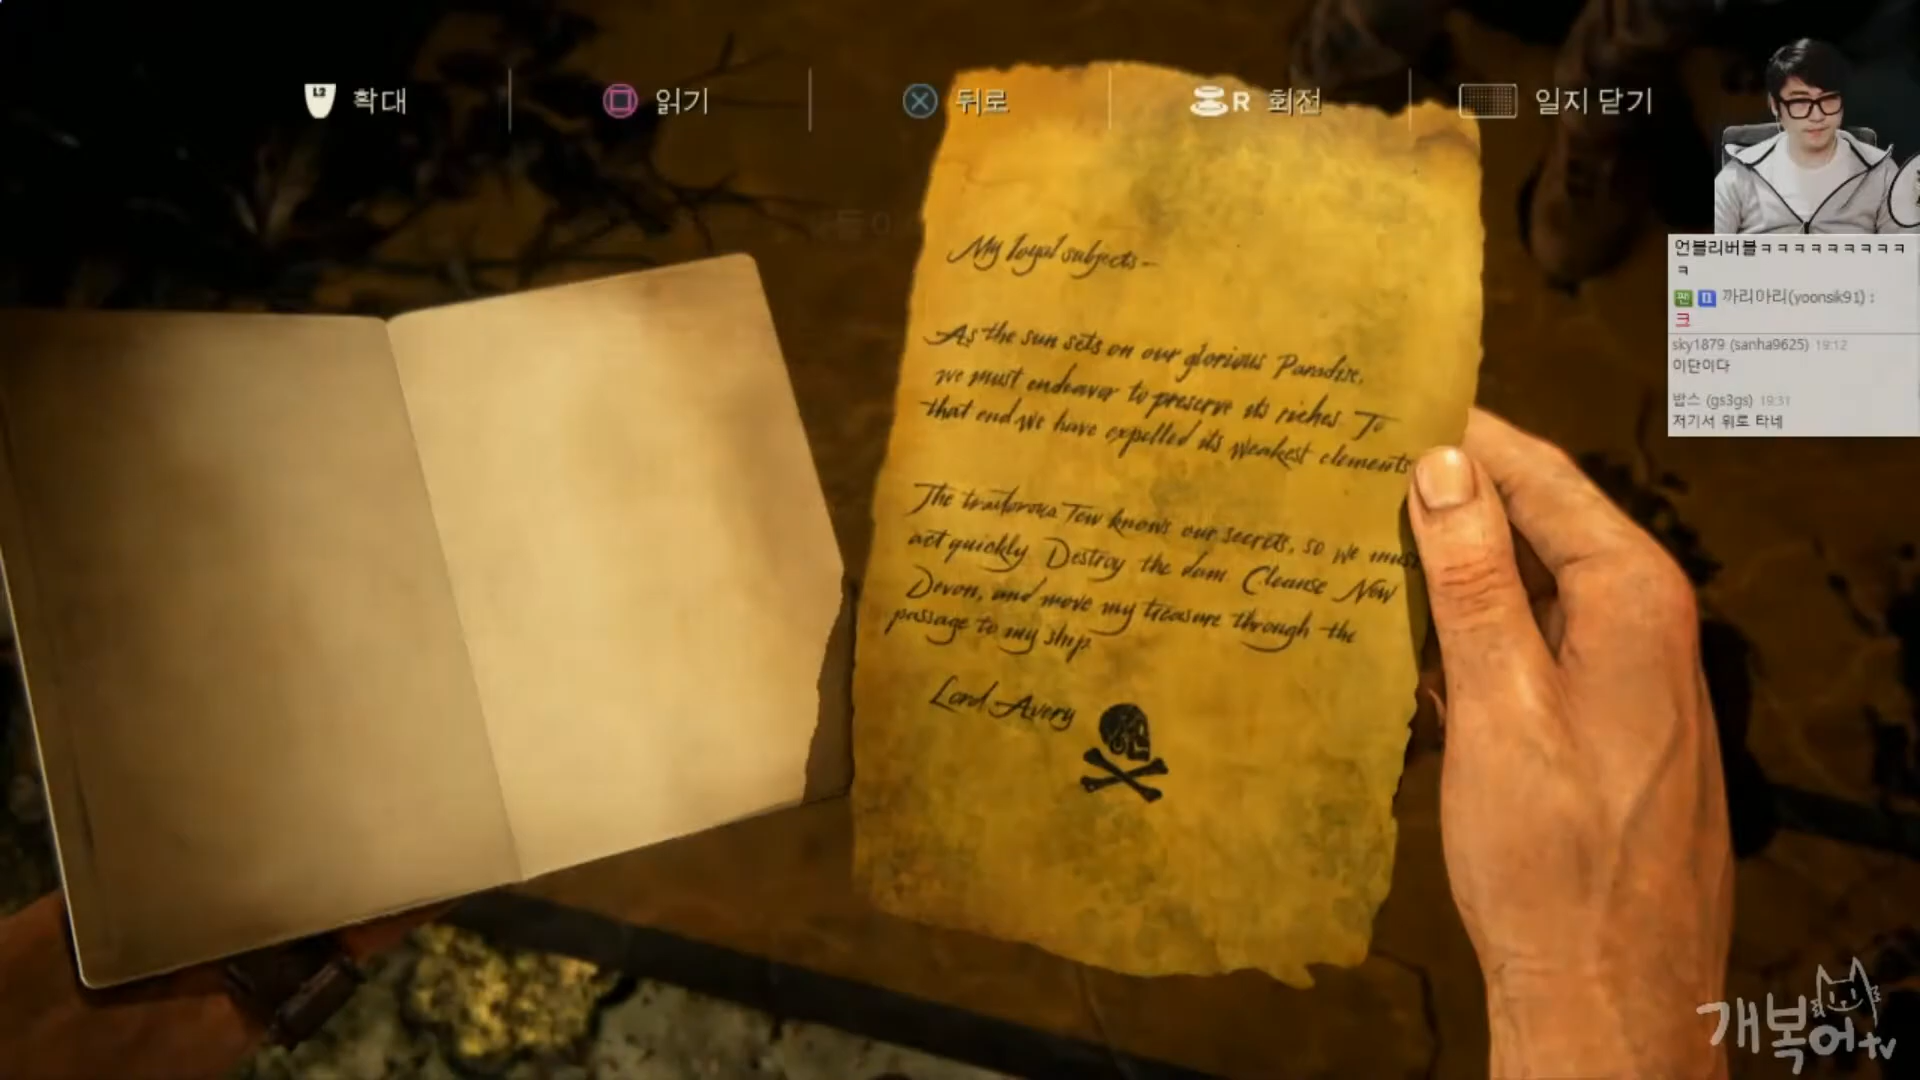 L2 확대
읽기
뒤로
R 회전
일지 닫기
My loyal subjects—
As the sun sets on our glorious Paradise,
we must endeavor to preserve its riches. To
that end we have expelled its weakest elements
The traitorous Tew knows our secrets, so we must
act quickly. Destroy the dam. Cleanse New
Devon, and move my treasure through the
passage to my ship.
Lord Avery
언블리버블ㅋㅋㅋㅋㅋㅋㅋㅋㅋ
ㅋ
팬 까리아리(yoonsik91) :
크
sky1879 (sanha9625) 19:12
이단이다
밥스 (gs3gs) 19:31
저기서 위로 타네
개복어tv